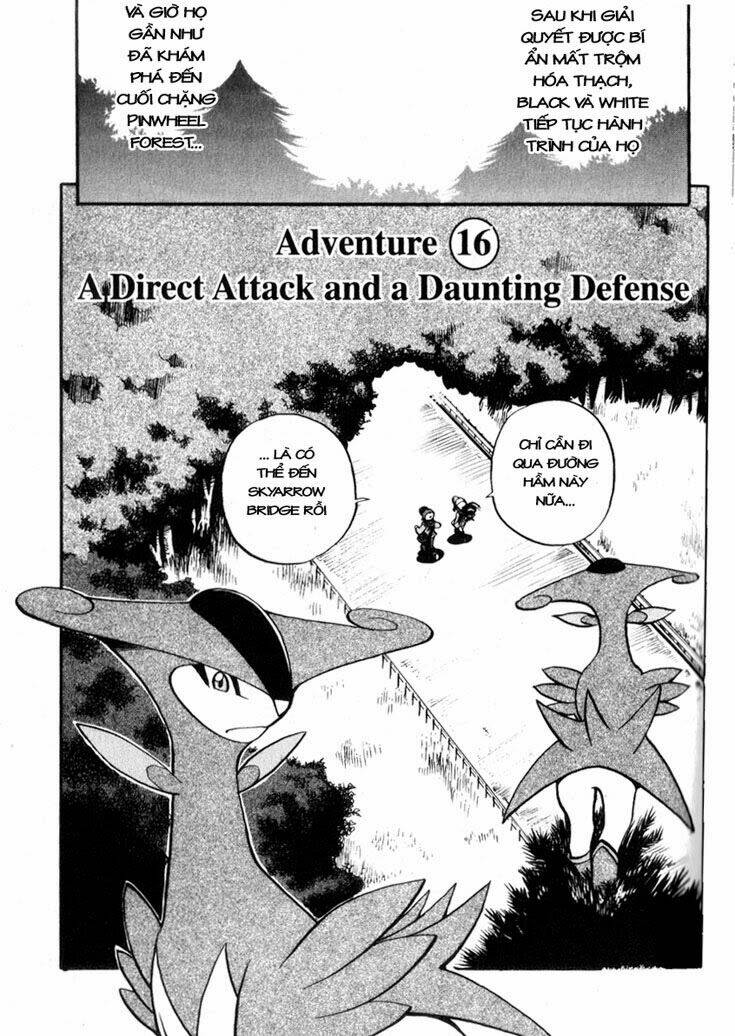 SAU KHI GIẢI
QUYẾT ĐƯỢC BÍ
ẨN MẤT TRỘM
HÓA THẠCH,
BLACK VÀ WHITE
TIẾP TỤC HÀNH
TRÌNH CỦA HỌ
VÀ GIỜ HỌ
GẦN NHƯ
ĐÃ KHÁM
PHÁ ĐẾN
CUỐI CHẶNG
PINWHEEL
FOREST...
Adventure 16
A Direct Attack and a Daunting Defense
CHỈ CẦN ĐI
QUA ĐƯỜNG
HẦM NÀY
NỮA...
... LÀ CÓ
THỂ ĐẾN
SKYARROW
BRIDGE RỒI